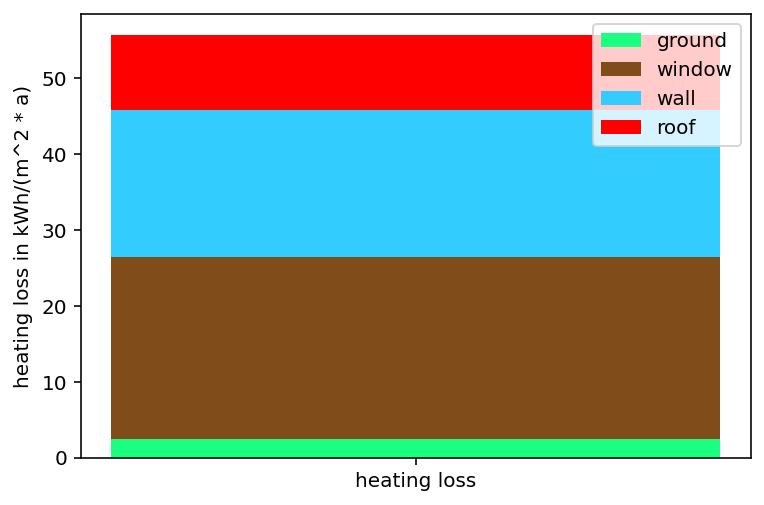 heating loss in kWh/(m^2 * a)
50
40
30
20
10
0
ground
window
wall
roof
heating loss